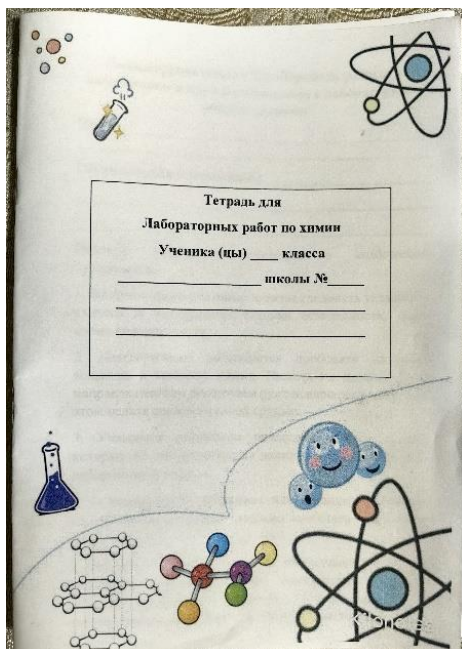 Тетрадь для
Лабораторных работ по химии
Ученика (цы) ____ класса
____________________ школы №_____